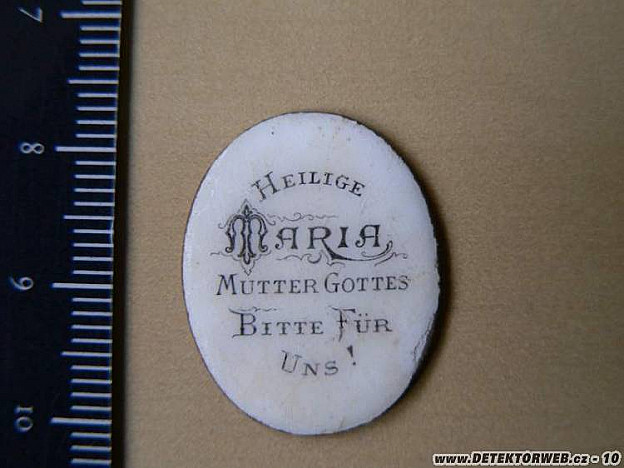 7
8
9
10
HEILIGE
MARIA
MUTTER GOTTES
BITTE FÜR
UNS!
www.DETEKTORWEB.cz - 10